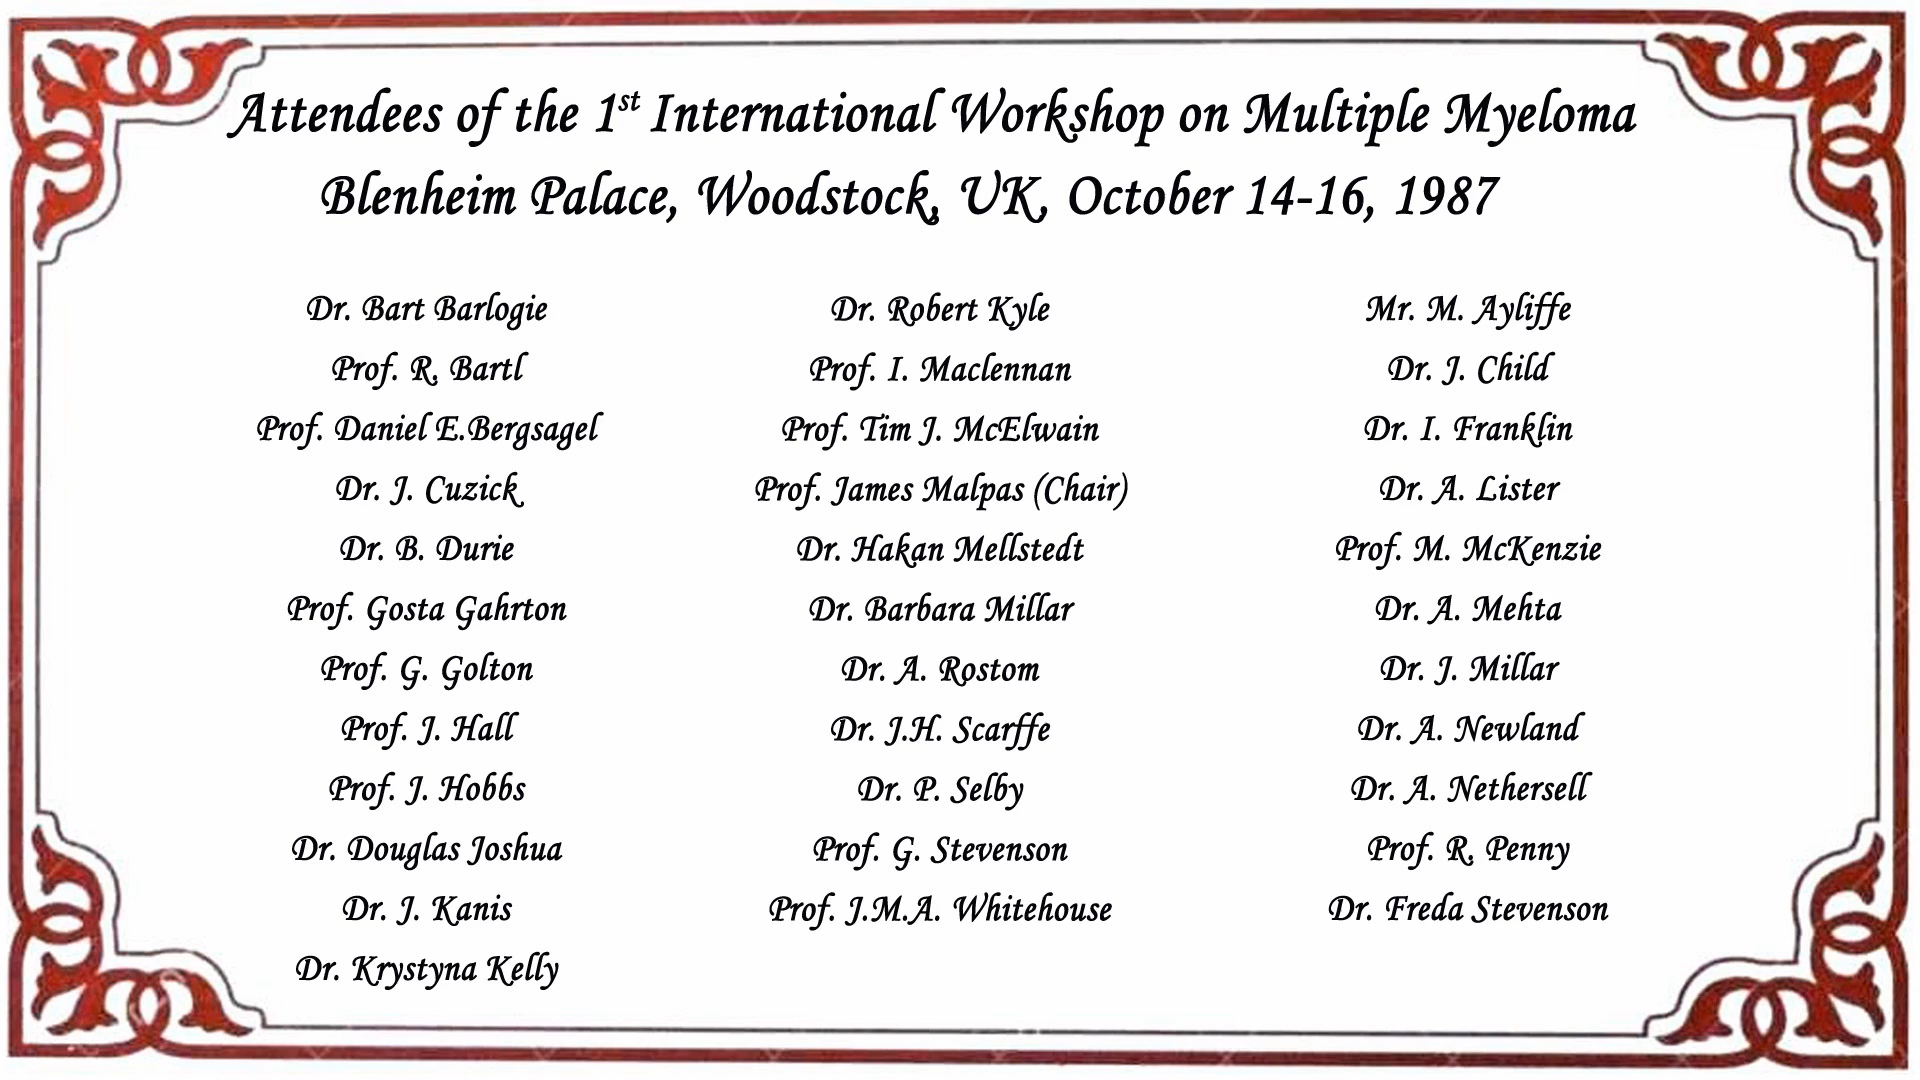 Attendees of the 1st International Workshop on Multiple Myeloma
Blenheim Palace, Woodstock, UK, October 14-16, 1987
Dr. Bart Barlogie
Prof. R. Bartl
Prof. Daniel E.Bergsagel
Dr. J. Cuzick
Dr. B. Durie
Prof. Gosta Gahrton
Prof. G. Golton
Prof. J. Hall
Prof. J. Hobbs
Dr. Douglas Joshua
Dr. J. Kanis
Dr. Krystyna Kelly
Dr. Robert Kyle
Prof. I. Maclennan
Prof. Tim J. McElwain
Prof. James Malpas (Chair)
Dr. Hakan Mellstedt
Dr. Barbara Millar
Dr. A. Rostom
Dr. J.H. Scarffe
Dr. P. Selby
Prof. G. Stevenson
Prof. J.M.A. Whitehouse
Mr. M. Ayliffe
Dr. J. Child
Dr. I. Franklin
Dr. A. Lister
Prof. M. McKenzie
Dr. A. Mehta
Dr. J. Millar
Dr. A. Newland
Dr. A. Nethersell
Prof. R. Penny
Dr. Freda Stevenson